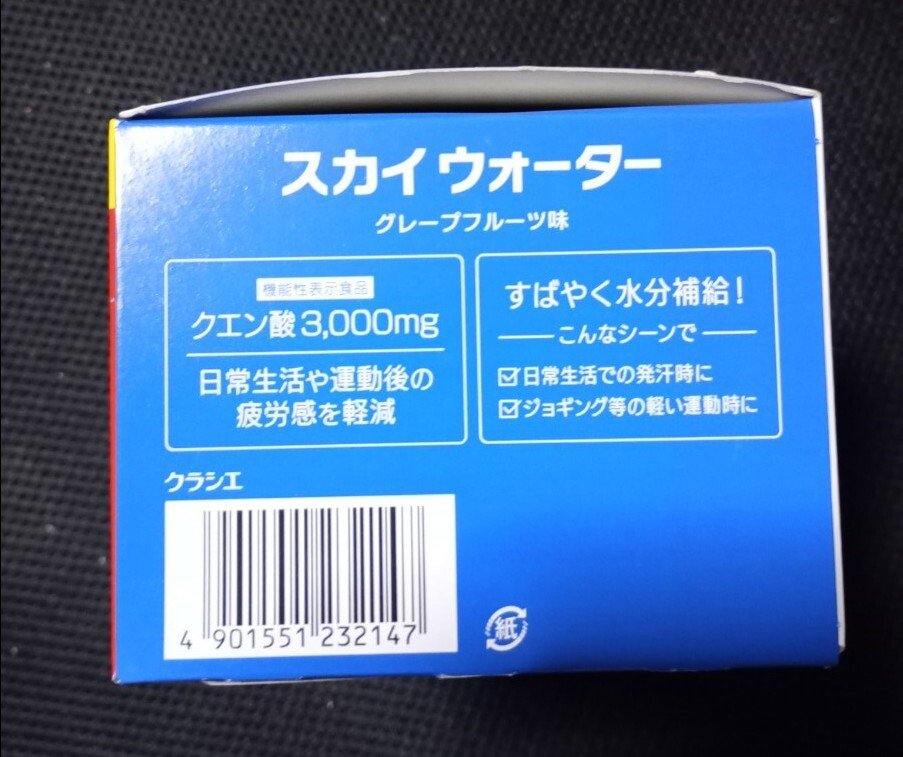 スカイウォーター
グレープフルーツ味
機能性表示食品
クエン酸3,000mg
日常生活や運動後の
疲労感を軽減
すばやく水分補給！
こんなシーンで
日常生活での発汗時に
ジョギング等の軽い運動時に
クラシエ
4 901551 232147
紙